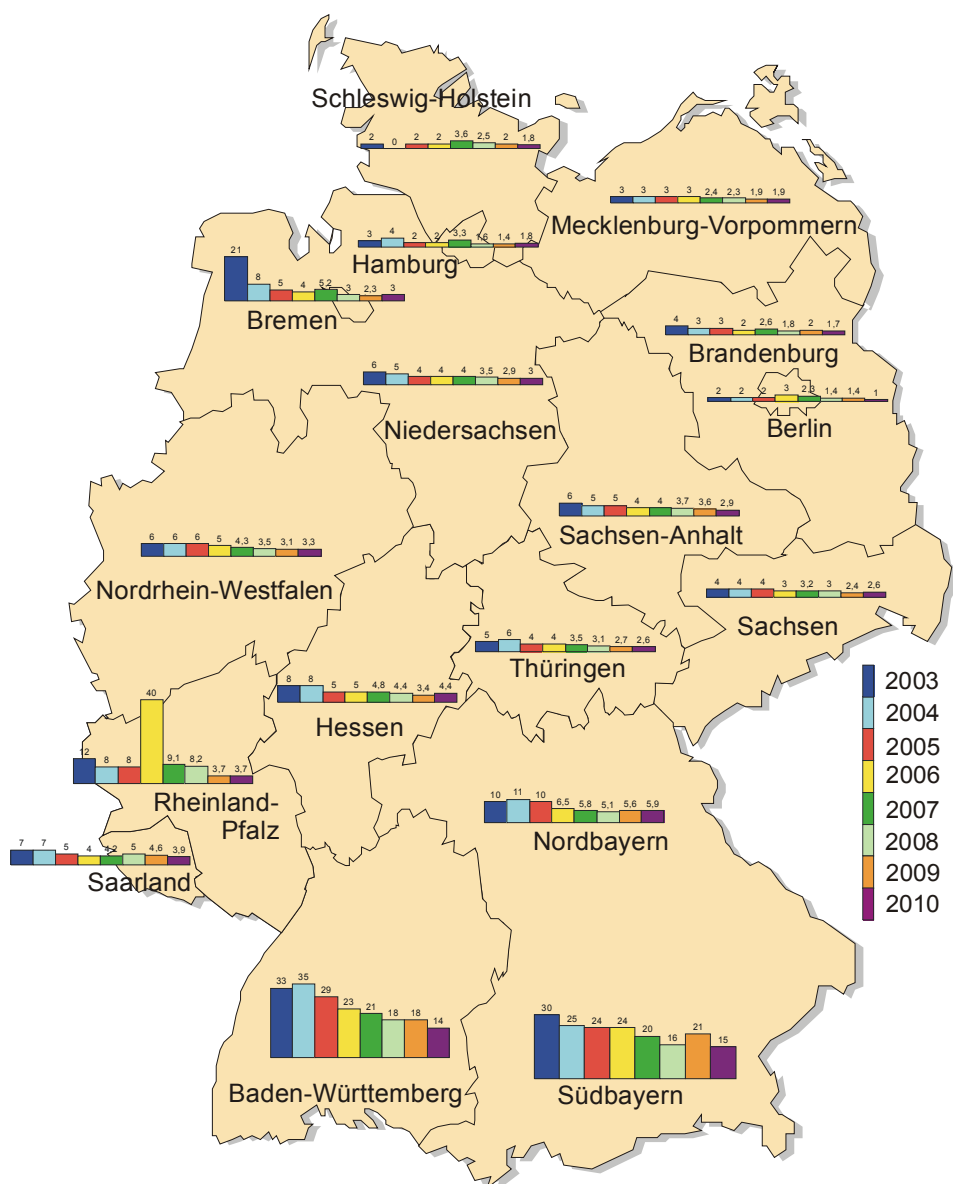 Schleswig-Holstein
2 0 2 2 3,6 2,5 2 1,8
3 3 3 3 2,4 2,3 1,9 1,9
Mecklenburg-Vorpommern
3 4 2 2 3,3 1,6 1,4 1,8
Hamburg
21 8 5 4 5,2 3 2,3 3
Bremen
4 3 3 2 2,6 1,8 2 1,7
Brandenburg
6 5 4 4 4 3,5 2,9 3
Niedersachsen
2 2 2 3 2,3 1,4 1,4 1
Berlin
6 5 5 4 4 3,7 3,6 2,9
Sachsen-Anhalt
6 6 6 5 4,3 3,5 3,1 3,3
Nordrhein-Westfalen
4 4 4 3 3,2 3 2,4 2,6
Sachsen
5 6 4 4 3,5 3,1 2,7 2,6
Thüringen
8 8 5 5 4,8 4,4 3,4 4,4
Hessen
12 8 8 40 9,1 8,2 3,7 3,7
Rheinland-
Pfalz
10 11 10 6,5 5,8 5,1 5,6 5,9
Nordbayern
7 7 5 4 4,2 5 4,6 3,9
Saarland
2003
2004
2005
2006
2007
2008
2009
2010
33 35 29 23 21 18 18 14
Baden-Württemberg
30 25 24 24 20 16 21 15
Südbayern